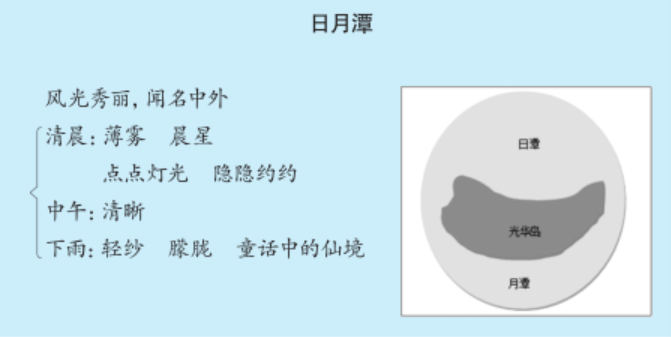 日月潭
风光秀丽，闻名中外
清晨：薄雾 晨星
点点灯光 隐隐约约
中午：清晰
下雨：轻纱 朦胧 童话中的仙境
日潭
光华岛
月潭